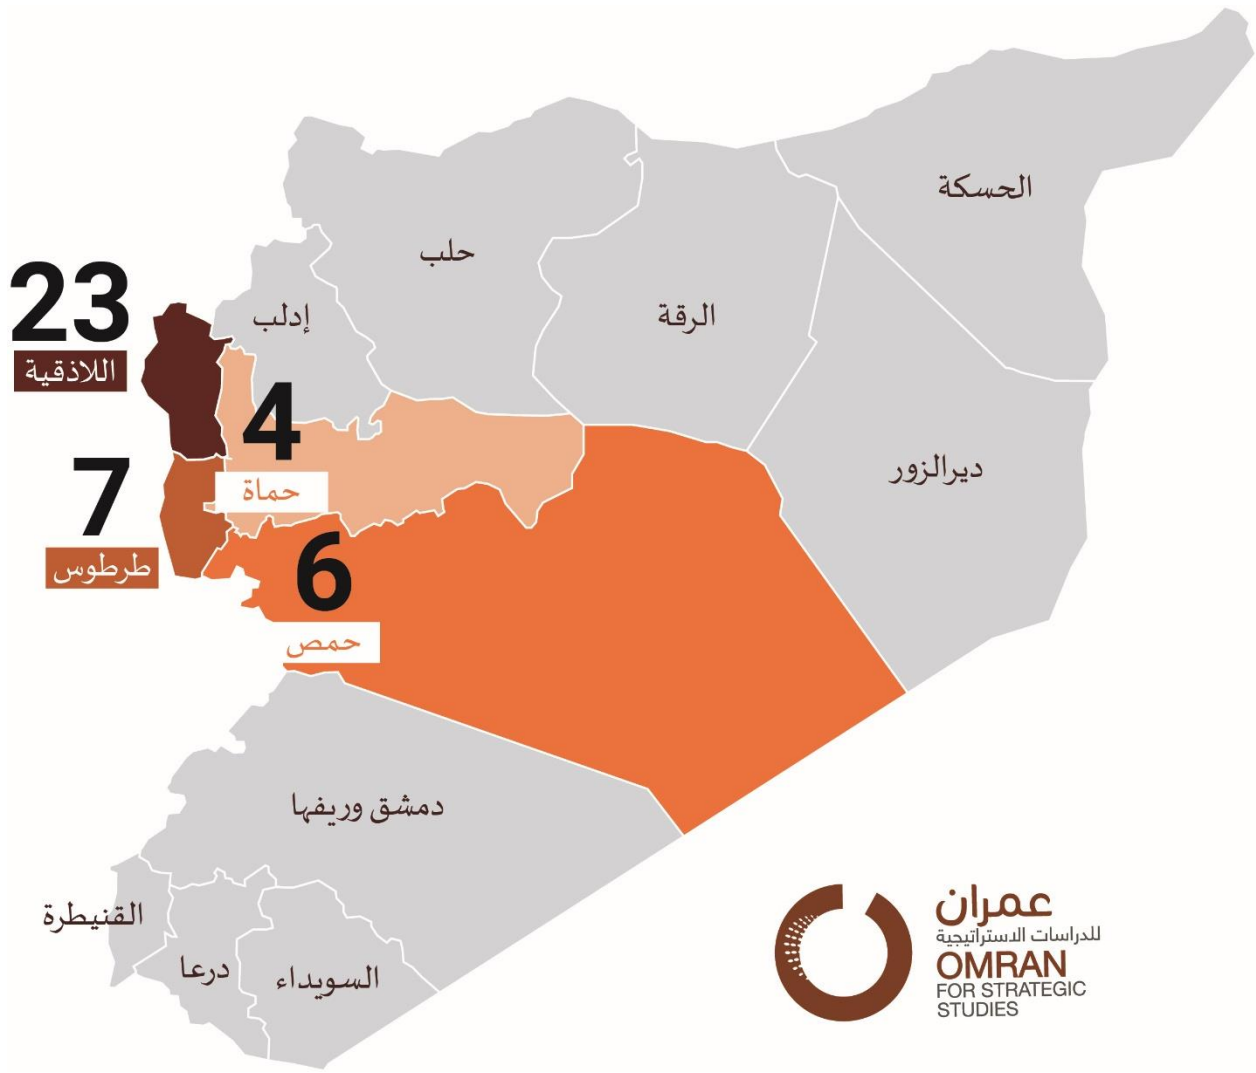 الحسكة
حلب
الرقة
إدلب
23
اللاذقية
4
حماة
ديرالزور
7
طرطوس
6
حمص
دمشق وريفها
القنيطرة
درعا
السويداء
عمران
للدراسات الاستراتيجية
OMRAN
FOR STRATEGIC
STUDIES